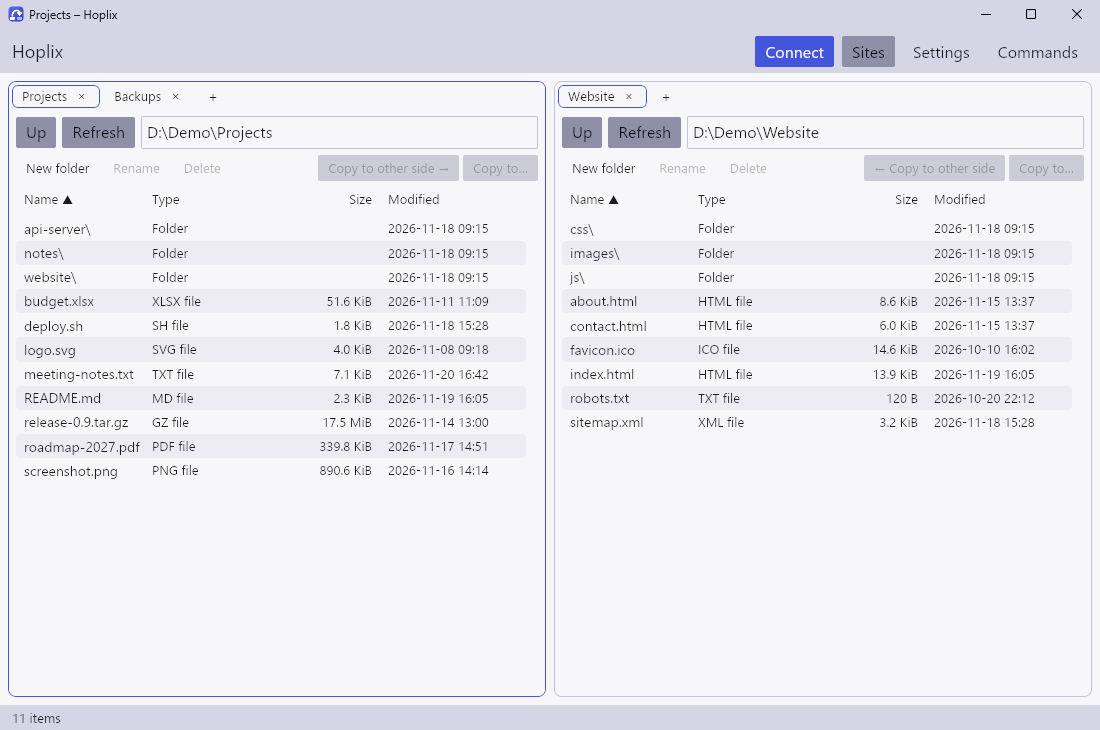 Projects – Hoplix
Hoplix
Connect Sites Settings Commands
Projects × Backups × +
Up Refresh D:\Demo\Projects
New folder Rename Delete Copy to other side → Copy to...
Name ▲ Type Size Modified
api-server\ Folder 2026-11-18 09:15
notes\ Folder 2026-11-18 09:15
website\ Folder 2026-11-18 09:15
budget.xlsx XLSX file 51.6 KiB 2026-11-11 11:09
deploy.sh SH file 1.8 KiB 2026-11-18 15:28
logo.svg SVG file 4.0 KiB 2026-11-08 09:18
meeting-notes.txt TXT file 7.1 KiB 2026-11-20 16:42
README.md MD file 2.3 KiB 2026-11-19 16:05
release-0.9.tar.gz GZ file 17.5 MiB 2026-11-14 13:00
roadmap-2027.pdf PDF file 339.8 KiB 2026-11-17 14:51
screenshot.png PNG file 890.6 KiB 2026-11-16 14:14
Website × +
Up Refresh D:\Demo\Website
New folder Rename Delete ← Copy to other side Copy to...
Name ▲ Type Size Modified
css\ Folder 2026-11-18 09:15
images\ Folder 2026-11-18 09:15
js\ Folder 2026-11-18 09:15
about.html HTML file 8.6 KiB 2026-11-15 13:37
contact.html HTML file 6.0 KiB 2026-11-15 13:37
favicon.ico ICO file 14.6 KiB 2026-10-10 16:02
index.html HTML file 13.9 KiB 2026-11-19 16:05
robots.txt TXT file 120 B 2026-10-20 22:12
sitemap.xml XML file 3.2 KiB 2026-11-18 15:28
11 items